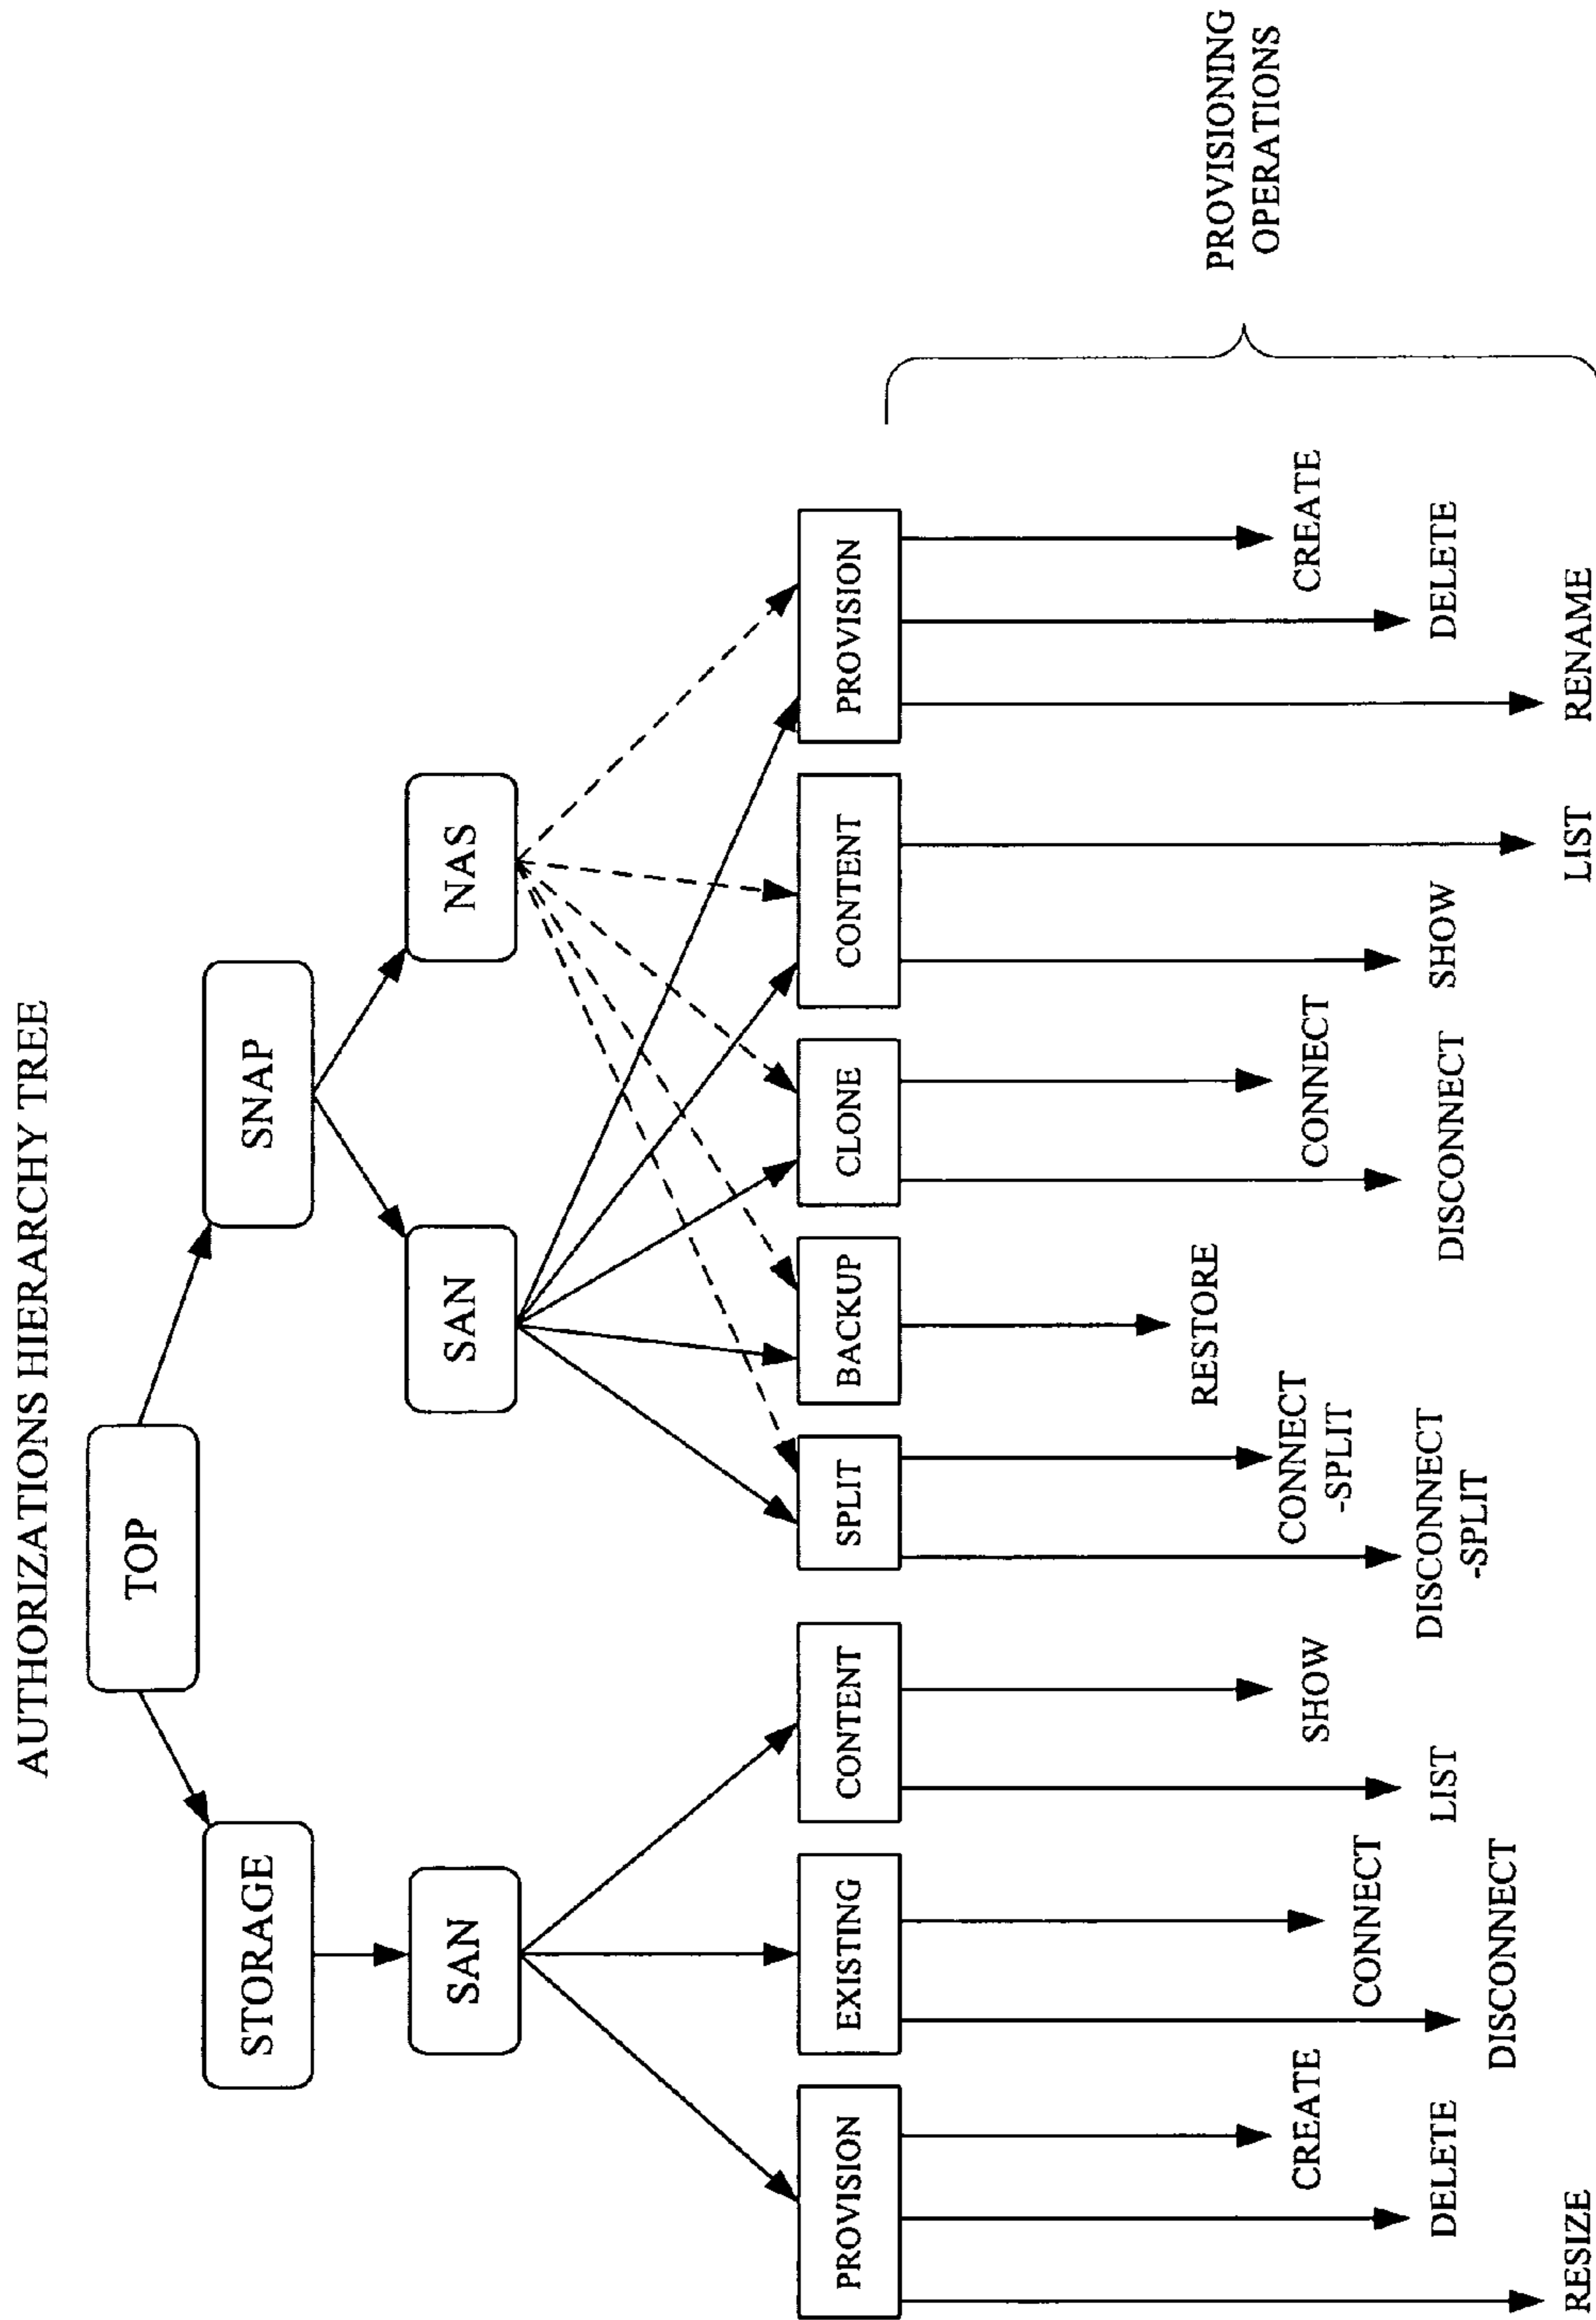 AUTHORIZATIONS HIERARCHY TREE
TOP
STORAGE
SNAP
SAN
SAN
NAS
PROVISION
EXISTING
CONTENT
SPLIT
BACKUP
CLONE
CONTENT
PROVISION
RESIZE
DELETE
CREATE
DISCONNECT
CONNECT
LIST
SHOW
DISCONNECT
-SPLIT
CONNECT
-SPLIT
RESTORE
DISCONNECT
CONNECT
SHOW
LIST
RENAME
DELETE
CREATE
PROVISIONING
OPERATIONS